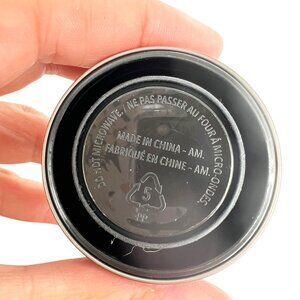 DO NOT MICROWAVE. / NE PAS PASSER AU FOUR À MICRO-ONDES.
MADE IN CHINA - AM.
FABRIQUÉ EN CHINE - AM.
5
PP